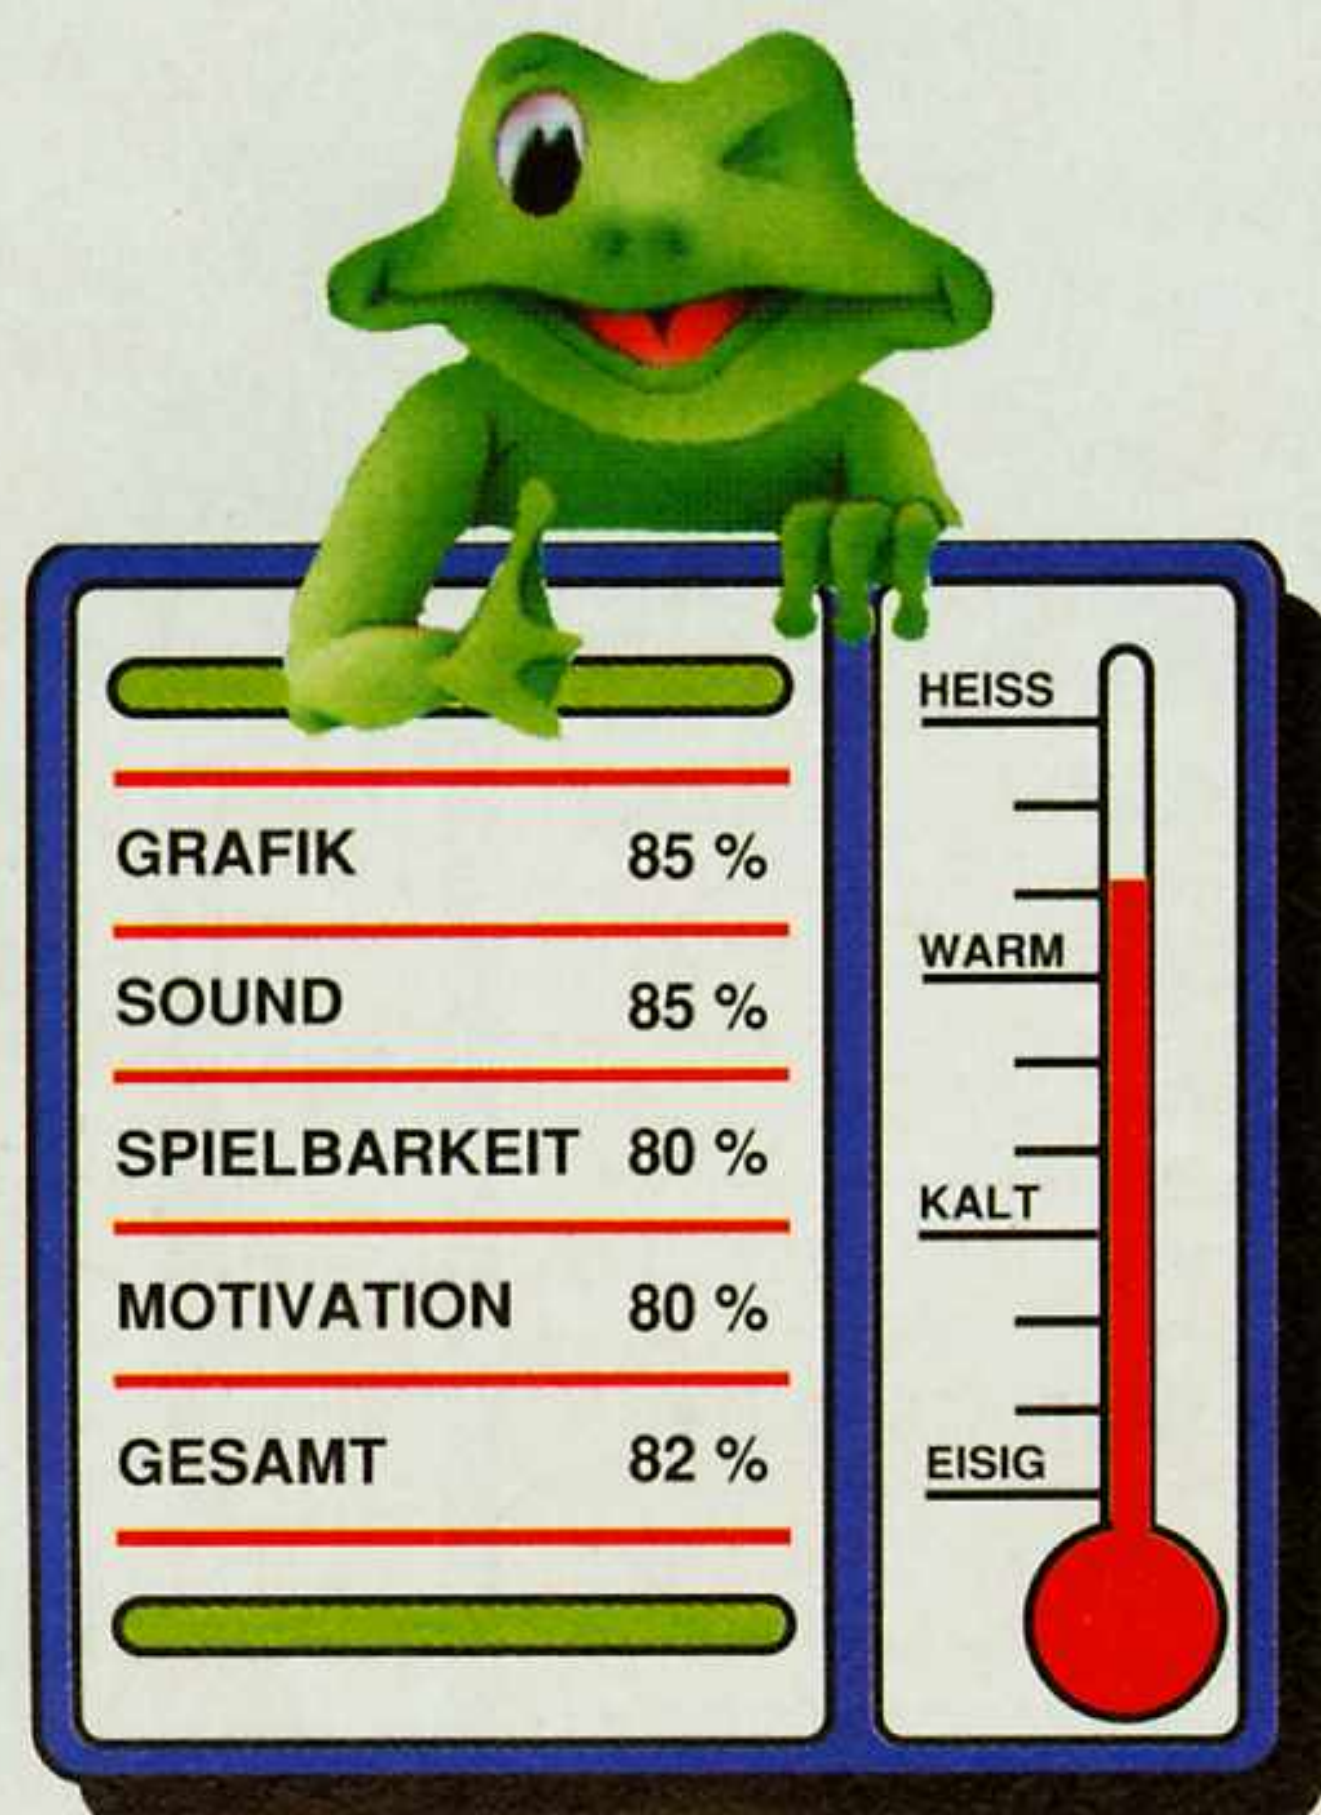 GRAFIK 85 %
SOUND 85 %
SPIELBARKEIT 80 %
MOTIVATION 80 %
GESAMT 82 %
HEISS
WARM
KALT
EISIG